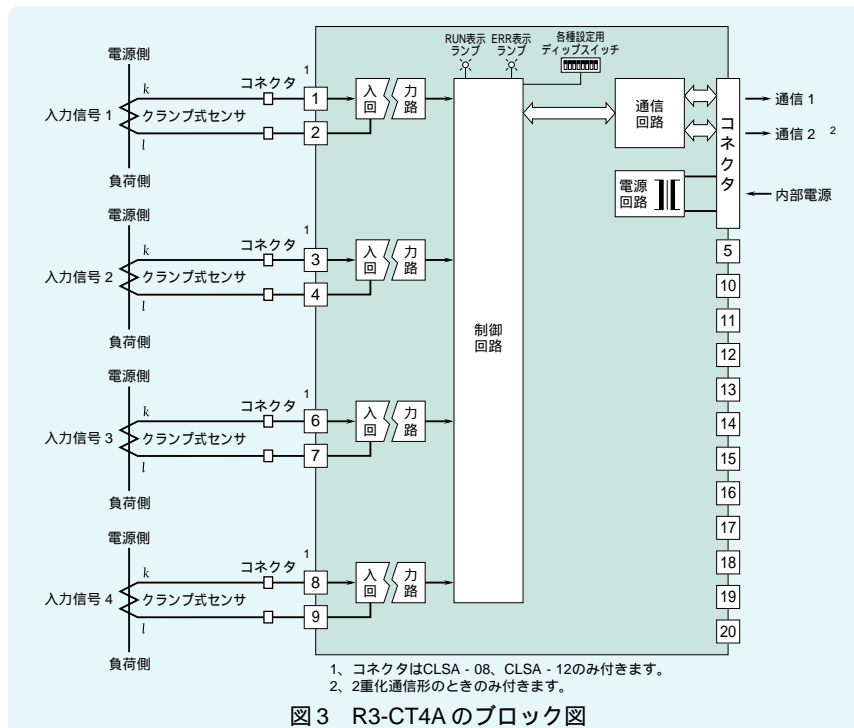 RUN表示
ランプ
ERR表示
ランプ
各種設定用
ディップスイッチ
電源側
k
コネクタ 1
1
入力信号 1
クランプ式センサ
2
l
負荷側
入力
回路
通信
回路
コネクタ
通信 1
通信 2 2
電源
回路
内部電源
電源側
k
コネクタ 1
3
入力信号 2
クランプ式センサ
4
l
負荷側
入力
回路
制御
回路
電源側
k
コネクタ 1
6
入力信号 3
クランプ式センサ
7
l
負荷側
入力
回路
電源側
k
コネクタ 1
8
入力信号 4
クランプ式センサ
9
l
負荷側
入力
回路
5
10
11
12
13
14
15
16
17
18
19
20
1、コネクタはCLSA - 08、CLSA - 12のみ付きます。
2、2重化通信形のときのみ付きます。
図3 R3-CT4A のブロック図